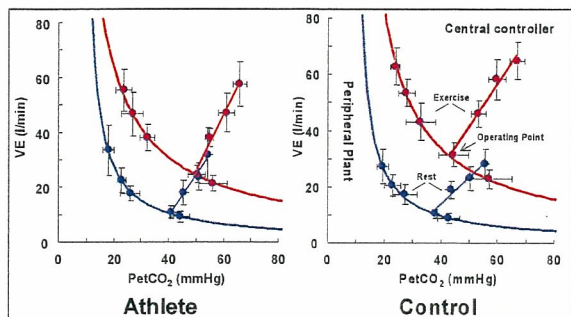 VE (l/min)
80
60
40
20
0
0 20 40 60 80
PetCO₂ (mmHg)
Athlete
VE (l/min)
80
60
40
20
0
Central controller
Peripheral Plant
Exercise
Operating Point
Rest
0 20 40 60 80
PetCO₂ (mmHg)
Control